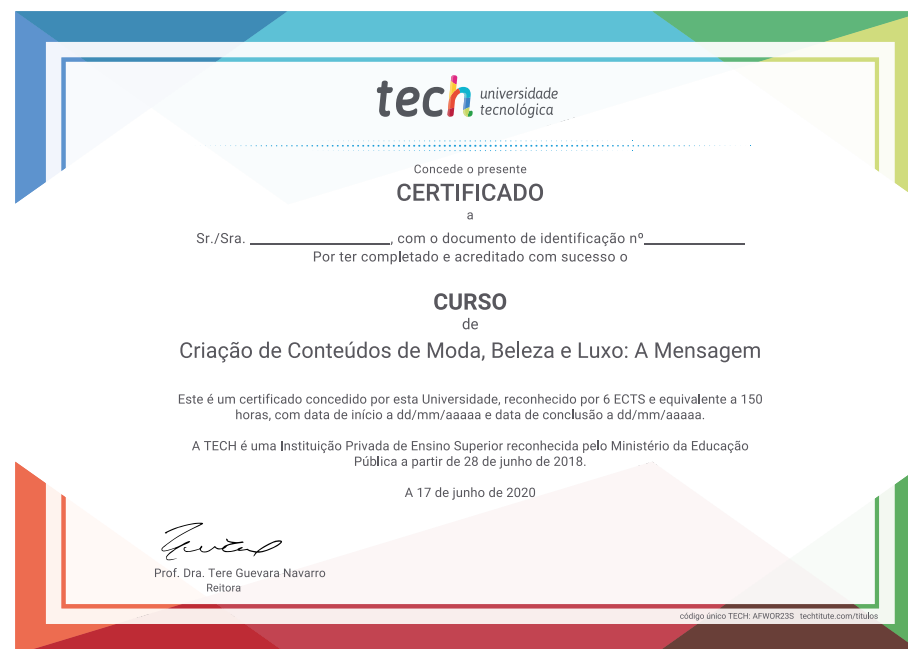 tech universidade
tecnológica
Concede o presente
CERTIFICADO
a
Sr./Sra. ____________________, com o documento de identificação nº______________
Por ter completado e acreditado com sucesso o
CURSO
de
Criação de Conteúdos de Moda, Beleza e Luxo: A Mensagem
Este é um certificado concedido por esta Universidade, reconhecido por 6 ECTS e equivalente a 150
horas, com data de início a dd/mm/aaaaa e data de conclusão a dd/mm/aaaaa.
A TECH é uma Instituição Privada de Ensino Superior reconhecida pelo Ministério da Educação
Pública a partir de 28 de junho de 2018.
A 17 de junho de 2020
Prof. Dra. Tere Guevara Navarro
Reitora
código único TECH: AFWOR23S techtitute.com/titulos